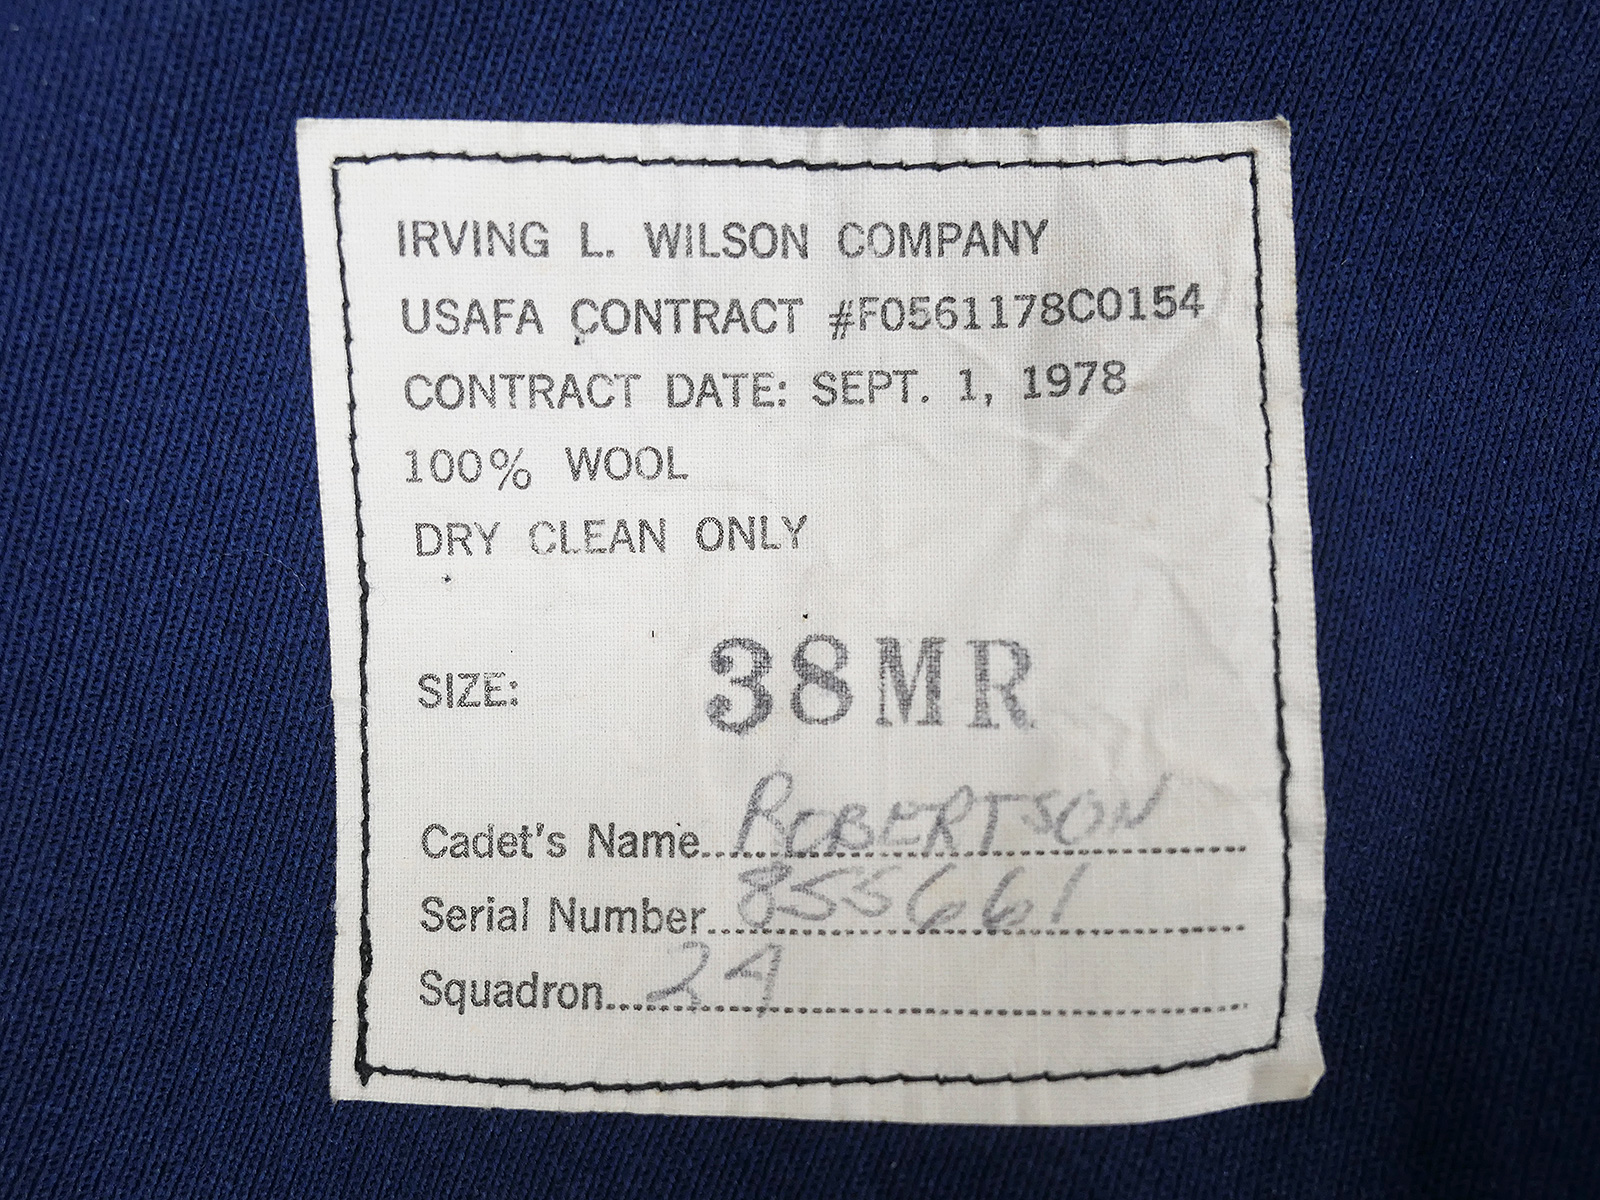 IRVING L. WILSON COMPANY
USAFA CONTRACT #F0561178C0154
CONTRACT DATE: SEPT. 1, 1978
100% WOOL
DRY CLEAN ONLY
SIZE: 38MR
Cadet's Name ROBERTSON
Serial Number 855661
Squadron 24